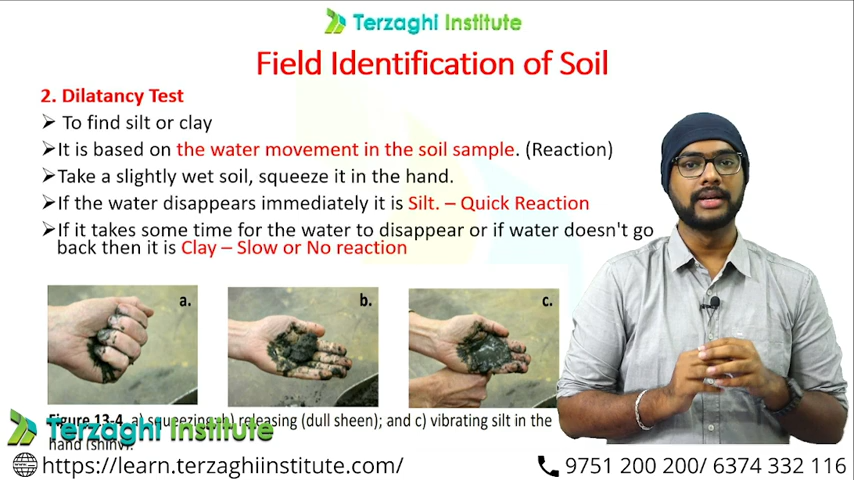 Terzaghi Institute
Field Identification of Soil
2. Dilatancy Test
➤ To find silt or clay
➤It is based on the water movement in the soil sample. (Reaction)
➤Take a slightly wet soil, squeeze it in the hand.
➤If the water disappears immediately it is Silt. – Quick Reaction
➤If it takes some time for the water to disappear or if water doesn't go
back then it is Clay – Slow or No reaction
a.
b.
c.
Figure 13-4. a) squeezing; b) releasing (dull sheen); and c) vibrating silt in the
hand (shiny).
Terzaghi Institute
https://learn.terzaghiinstitute.com/
9751 200 200/ 6374 332 116